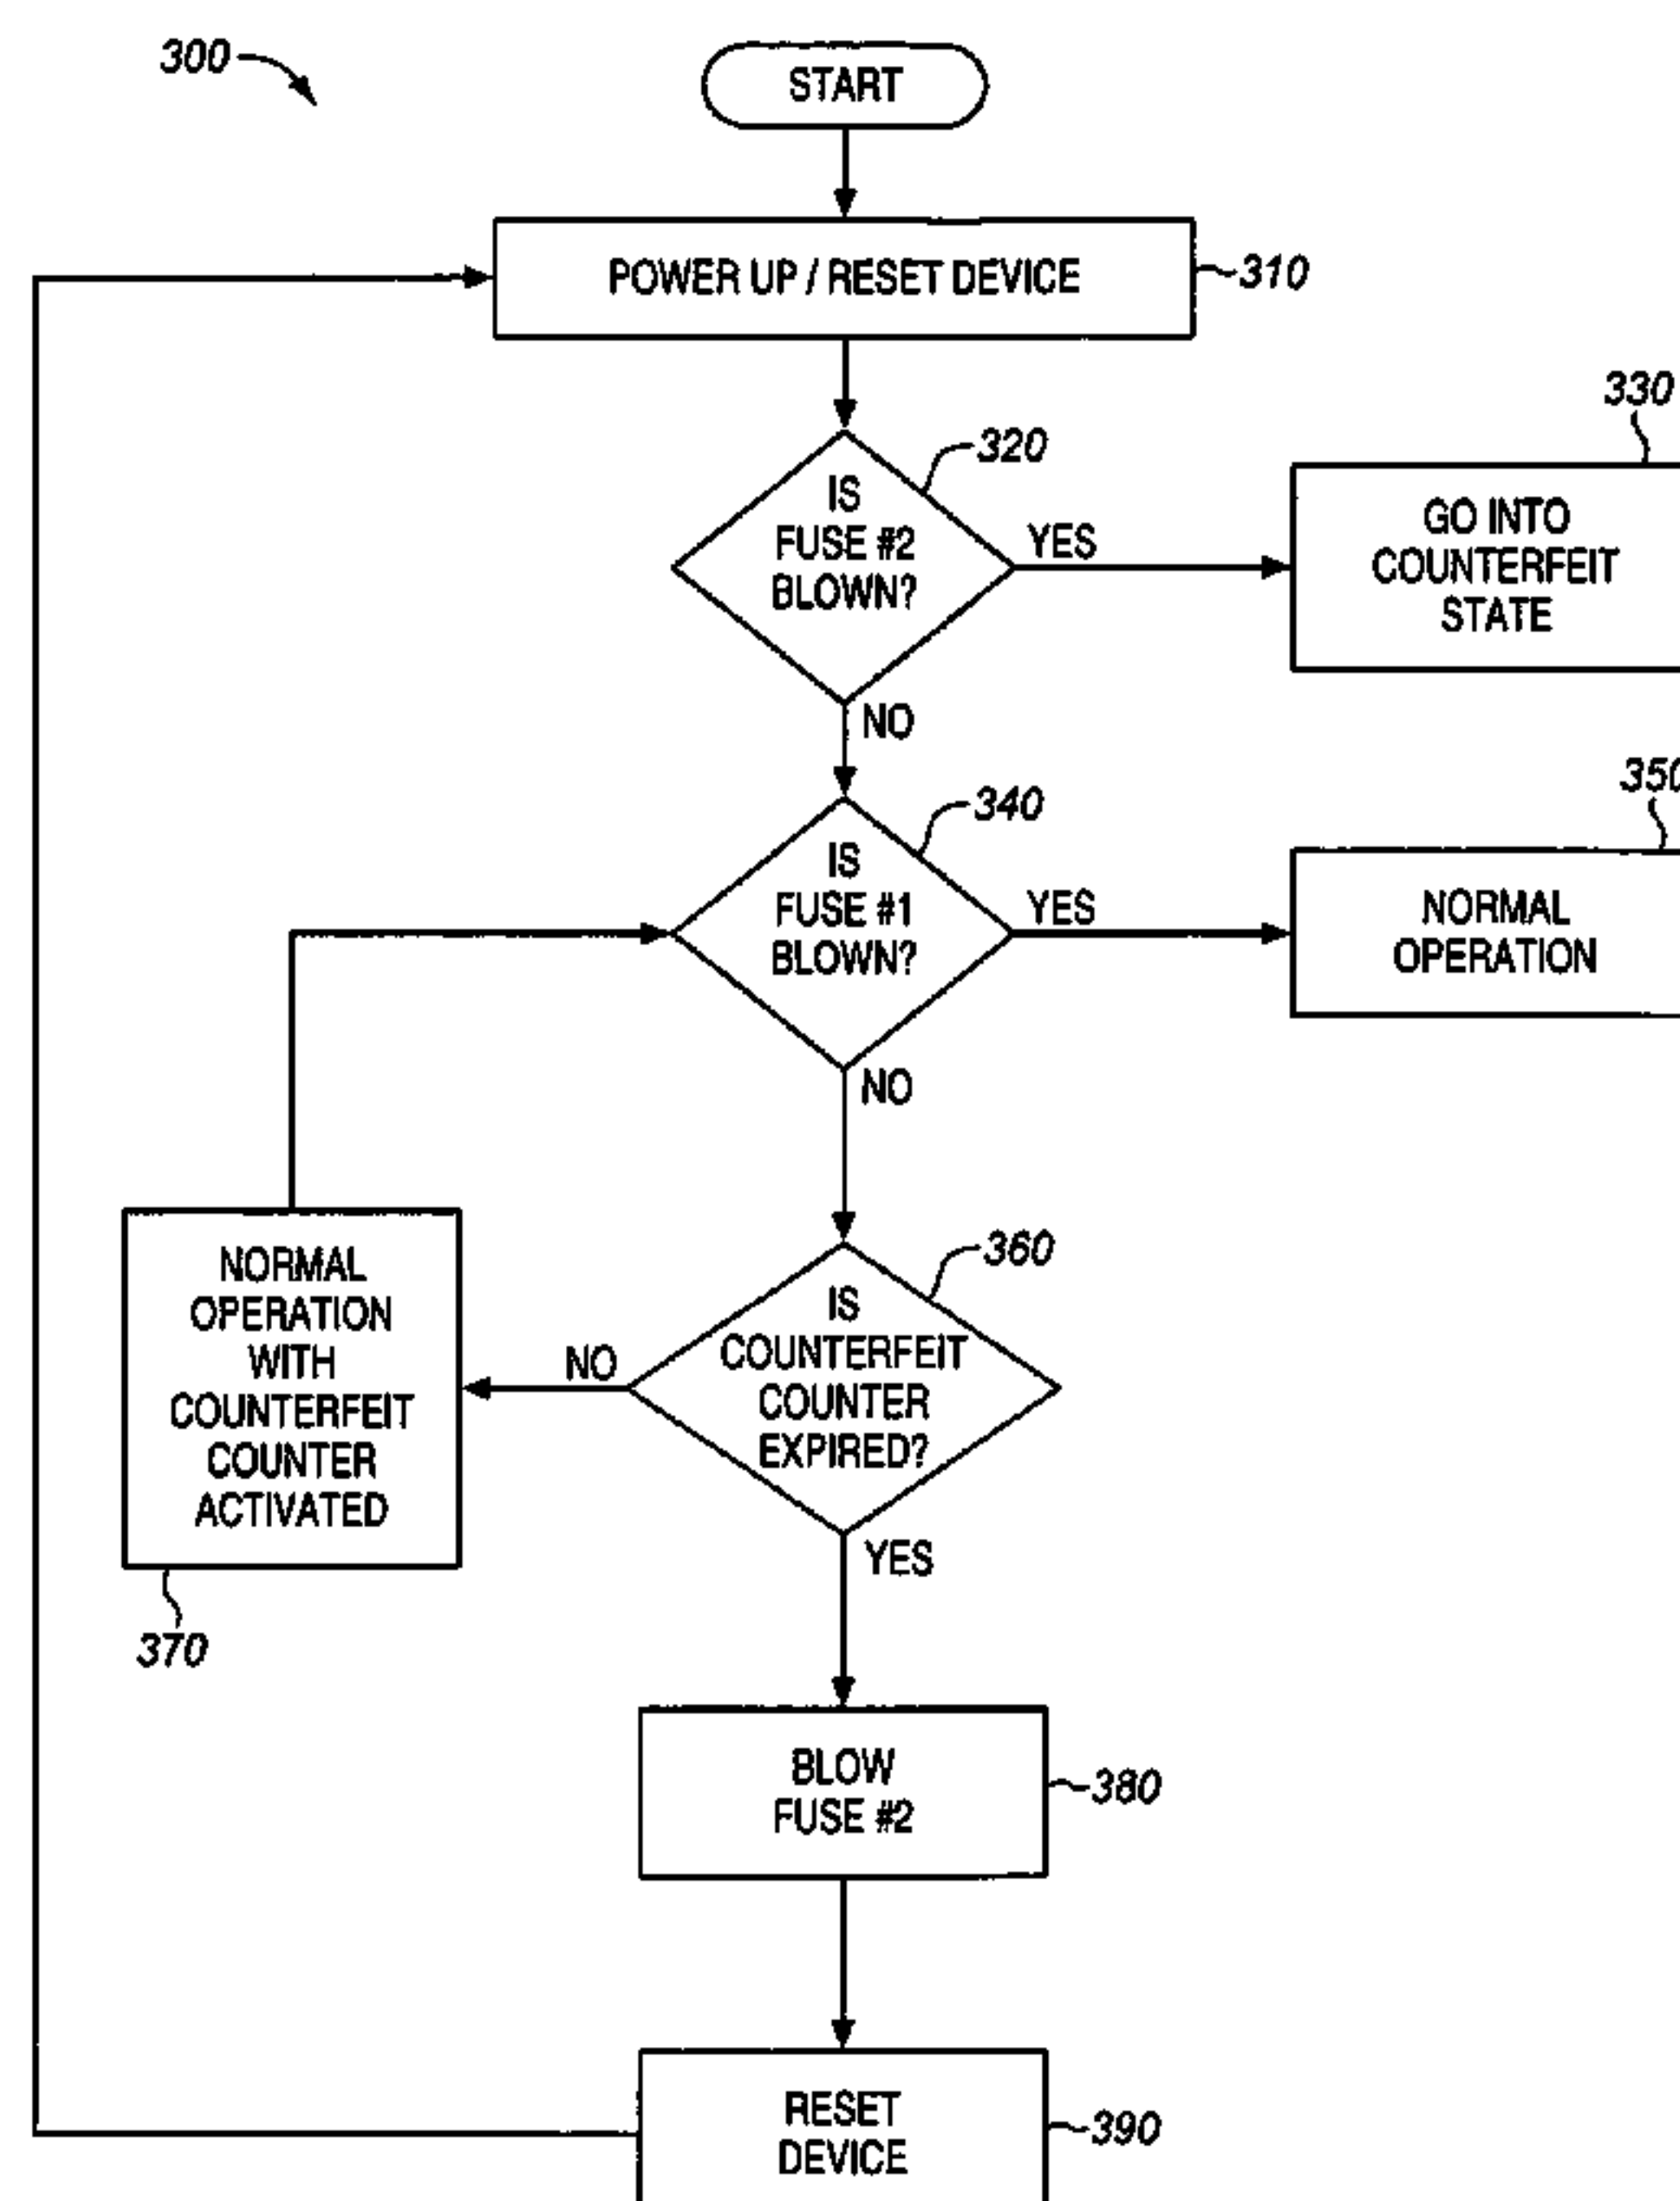 300
START
POWER UP / RESET DEVICE
310
320
IS
FUSE #2
BLOWN?
YES
330
GO INTO
COUNTERFEIT
STATE
NO
340
IS
FUSE #1
BLOWN?
YES
350
NORMAL
OPERATION
NO
360
IS
COUNTERFEIT
COUNTER
EXPIRED?
NO
NORMAL
OPERATION
WITH
COUNTERFEIT
COUNTER
ACTIVATED
370
YES
BLOW
FUSE #2
380
RESET
DEVICE
390